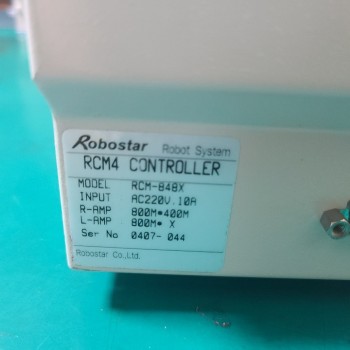 Robostar Robot System
RCM4 CONTROLLER
MODEL RCM-848X
INPUT AC220V.10A
R-AMP 800M*400M
L-AMP 800M* X
Ser No 0407- 044
Robostar Co.,Ltd.